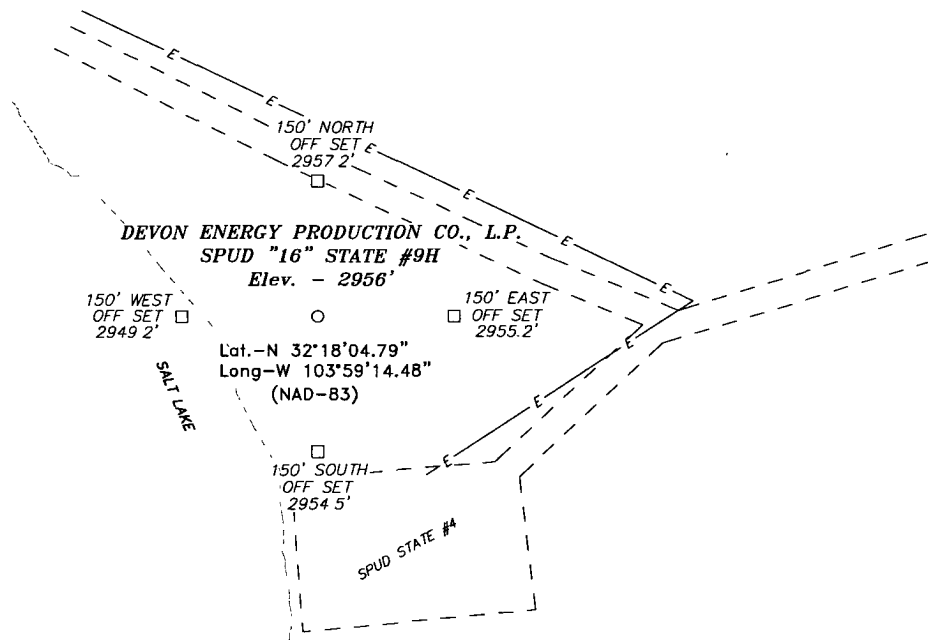 E
E
150' NORTH
OFF SET
2957 2'
E
E
DEVON ENERGY PRODUCTION CO., L.P.
SPUD "16" STATE #9H
Elev. - 2956'
E
E
150' WEST
OFF SET
2949 2'
150' EAST
OFF SET
2955.2'
E
Lat.-N 32°18'04.79"
Long-W 103°59'14.48"
(NAD-83)
SALT LAKE
E
E
150' SOUTH
OFF SET
2954 5'
SPUD STATE #4